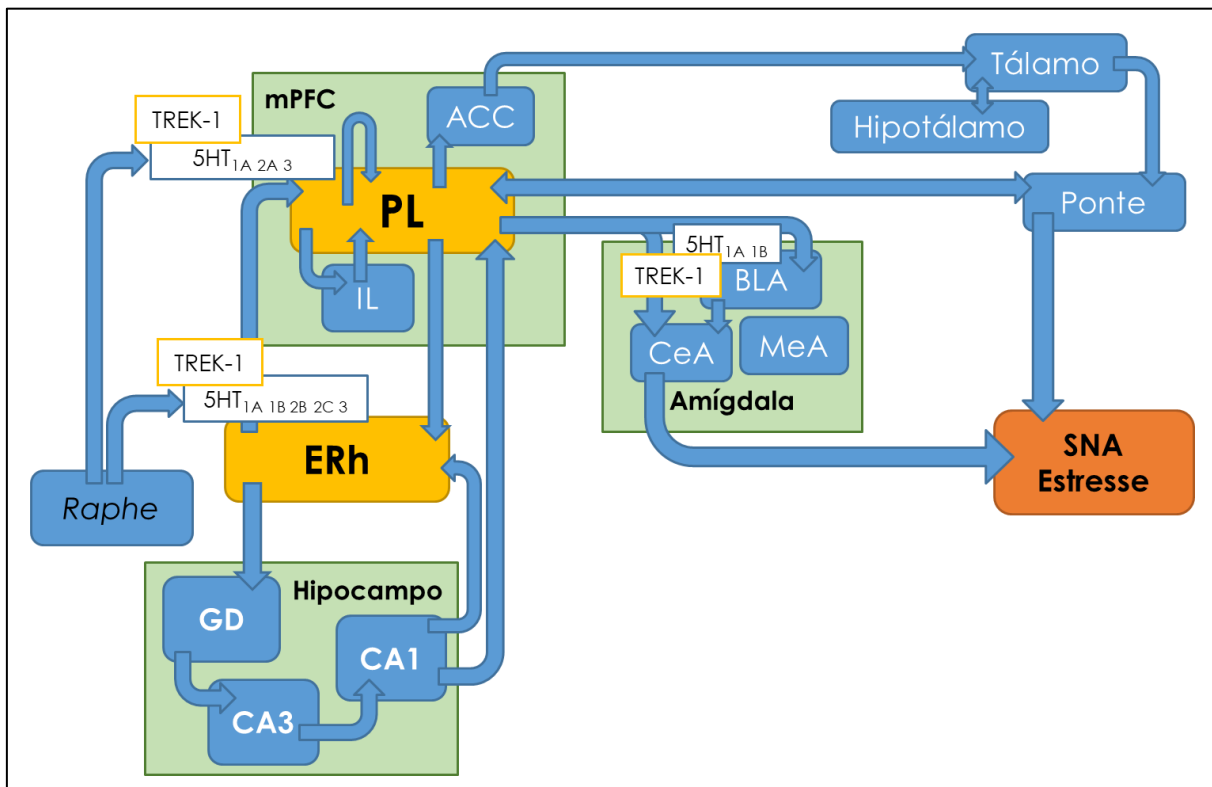 mPFC
TREK-1
5HT1A 2A 3
ACC
PL
IL
Tálamo
Hipotálamo
Ponte
5HT1A 1B
TREK-1
BLA
CeA
MeA
Amígdala
TREK-1
5HT1A 1B 2B 2C 3
ERh
Raphe
SNA
Estresse
Hipocampo
GD
CA1
CA3